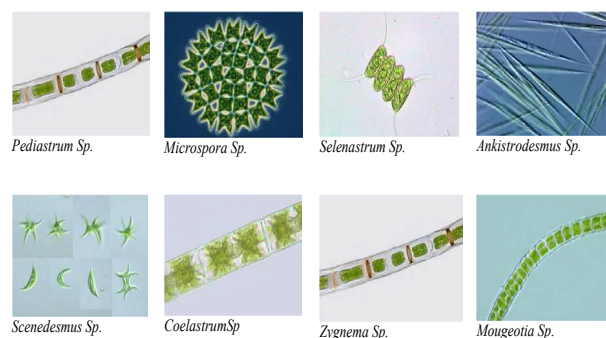 Pediastrum Sp.
Microspora Sp.
Selenastrum Sp.
Ankistrodesmus Sp.
Scenedesmus Sp.
CoelastrumSp
Zygnema Sp.
Mougeotia Sp.